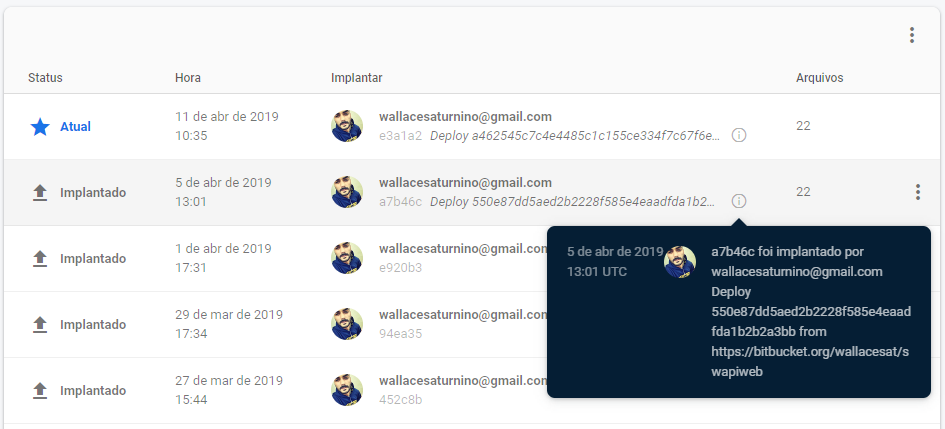 Status Hora Implantar Arquivos
Atual
11 de abr de 2019
10:35
wallacesaturnino@gmail.com
e3a1a2 Deploy a462545c7c4e4485c1c155ce334f7c67f6e…
22
Implantado
5 de abr de 2019
13:01
wallacesaturnino@gmail.com
a7b46c Deploy 550e87dd5aed2b2228f585e4eaadfda1b2…
22
Implantado
1 de abr de 2019
17:31
wallacesaturnino@gmail.com
e920b3
Implantado
29 de mar de 2019
17:34
wallacesaturnino@gmail.com
94ea35
Implantado
27 de mar de 2019
15:44
wallacesaturnino@gmail.com
452c8b
5 de abr de 2019
13:01 UTC
a7b46c foi implantado por
wallacesaturnino@gmail.com
Deploy
550e87dd5aed2b2228f585e4eaad
fda1b2b2a3bb from
https://bitbucket.org/wallacesat/s
wapiweb